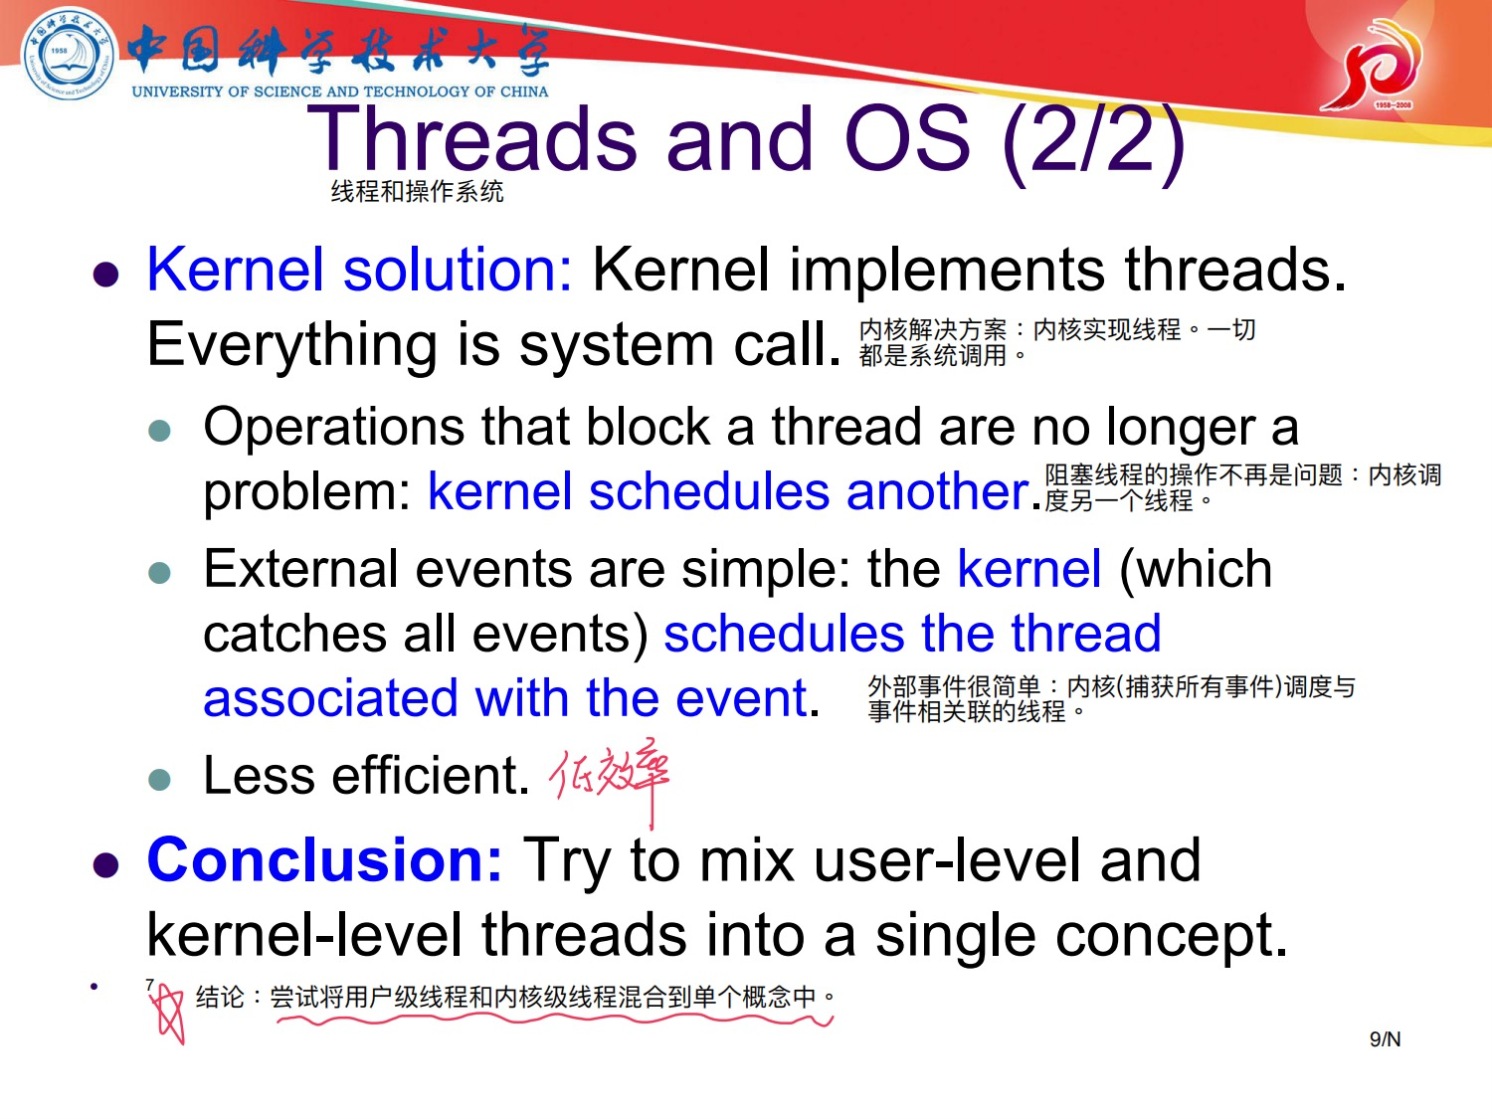 中国科学技术大学
UNIVERSITY OF SCIENCE AND TECHNOLOGY OF CHINA
1958
1958-2008
Threads and OS (2/2)
线程和操作系统
Kernel solution: Kernel implements threads.
Everything is system call.
内核解决方案：内核实现线程。一切
都是系统调用。
Operations that block a thread are no longer a
problem: kernel schedules another.
阻塞线程的操作不再是问题：内核调
度另一个线程。
External events are simple: the kernel (which
catches all events) schedules the thread
associated with the event.
外部事件很简单：内核(捕获所有事件)调度与
事件相关联的线程。
Less efficient. 低效率
Conclusion: Try to mix user-level and
kernel-level threads into a single concept.
7
结论：尝试将用户级线程和内核级线程混合到单个概念中。
9/N